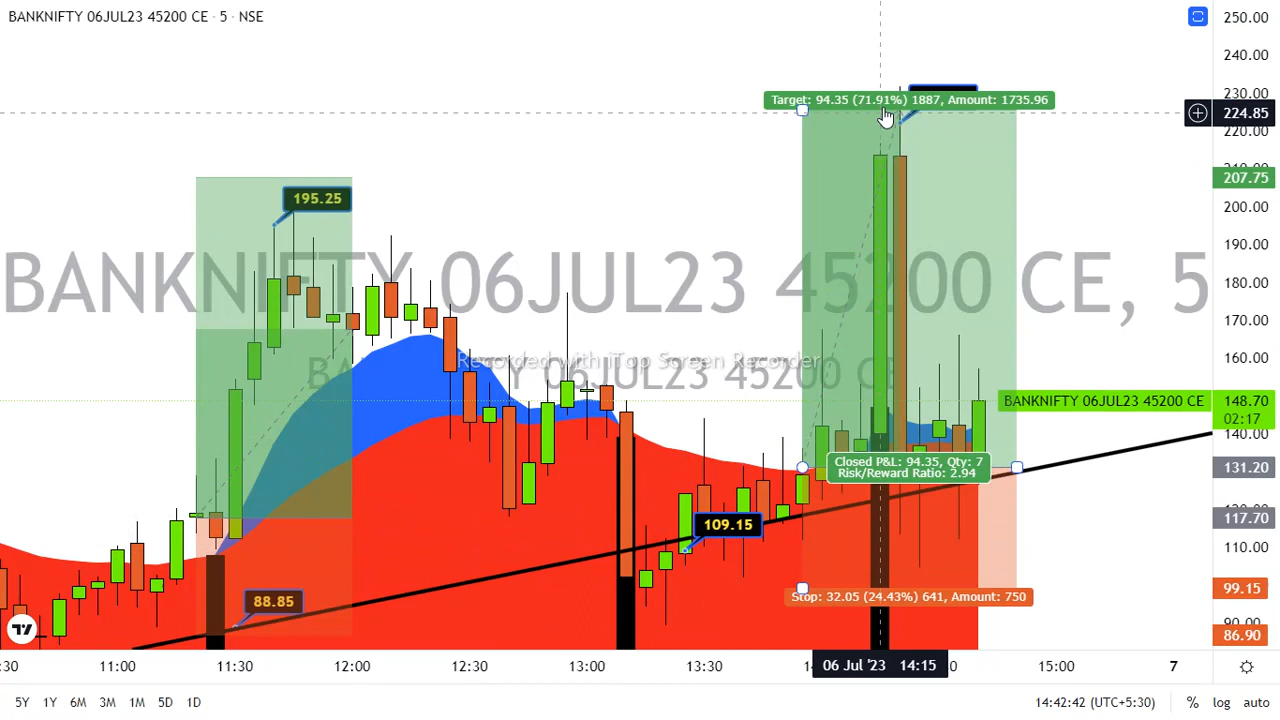 BANKNIFTY 06JUL23 45200 CE · 5 · NSE
250.00
240.00
230.00
Target: 94.35 (71.91%) 1887, Amount: 1735.96
224.85
220.00
207.75
200.00
195.25
190.00
BANKNIFTY 06JUL23 45200 CE, 5
180.00
170.00
Recorded with iTop Screen Recorder
160.00
BANKNIFTY 06JUL23 45200 CE
BANKNIFTY 06JUL23 45200 CE
148.70
02:17
140.00
Closed P&L: 94.35, Qty: 7
Risk/Reward Ratio: 2.94
131.20
117.70
109.15
110.00
99.15
88.85
Stop: 32.05 (24.43%) 641, Amount: 750
86.90
:30 11:00 11:30 12:00 12:30 13:00 13:30 06 Jul '23 14:15 15:00 7
5Y 1Y 6M 3M 1M 5D 1D 14:42:42 (UTC+5:30) % log auto